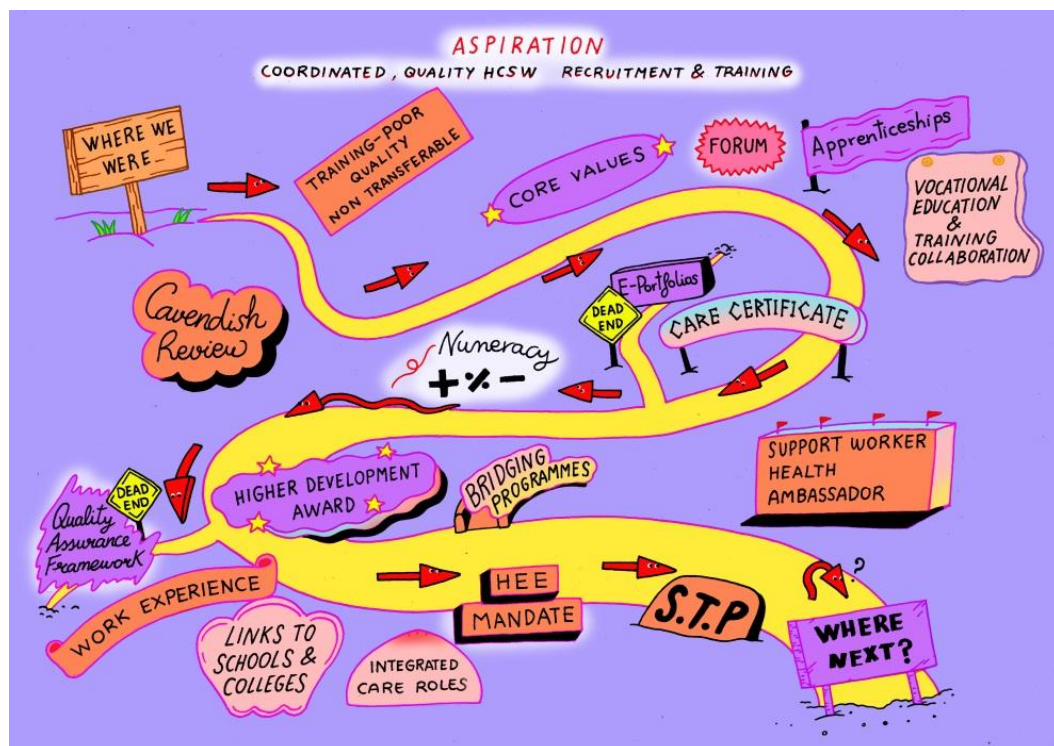 ASPIRATION
COORDINATED, QUALITY HCSW RECRUITMENT & TRAINING
WHERE WE
WERE
TRAINING-POOR
QUALITY
NON TRANSFERABLE
CORE VALUES
FORUM
Apprenticeships
VOCATIONAL
EDUCATION
&
TRAINING
COLLABORATION
Cavendish
Review
E-Portfolios
DEAD
END
CARE CERTIFICATE
Numeracy
+ % -
SUPPORT WORKER
HEALTH
AMBASSADOR
HIGHER DEVELOPMENT
AWARD
BRIDGING
PROGRAMMES
DEAD
END
Quality
Assurance
Framework
WORK EXPERIENCE
LINKS TO
SCHOOLS &
COLLEGES
INTEGRATED
CARE ROLES
HEE
MANDATE
S.T.P
?
WHERE
NEXT?